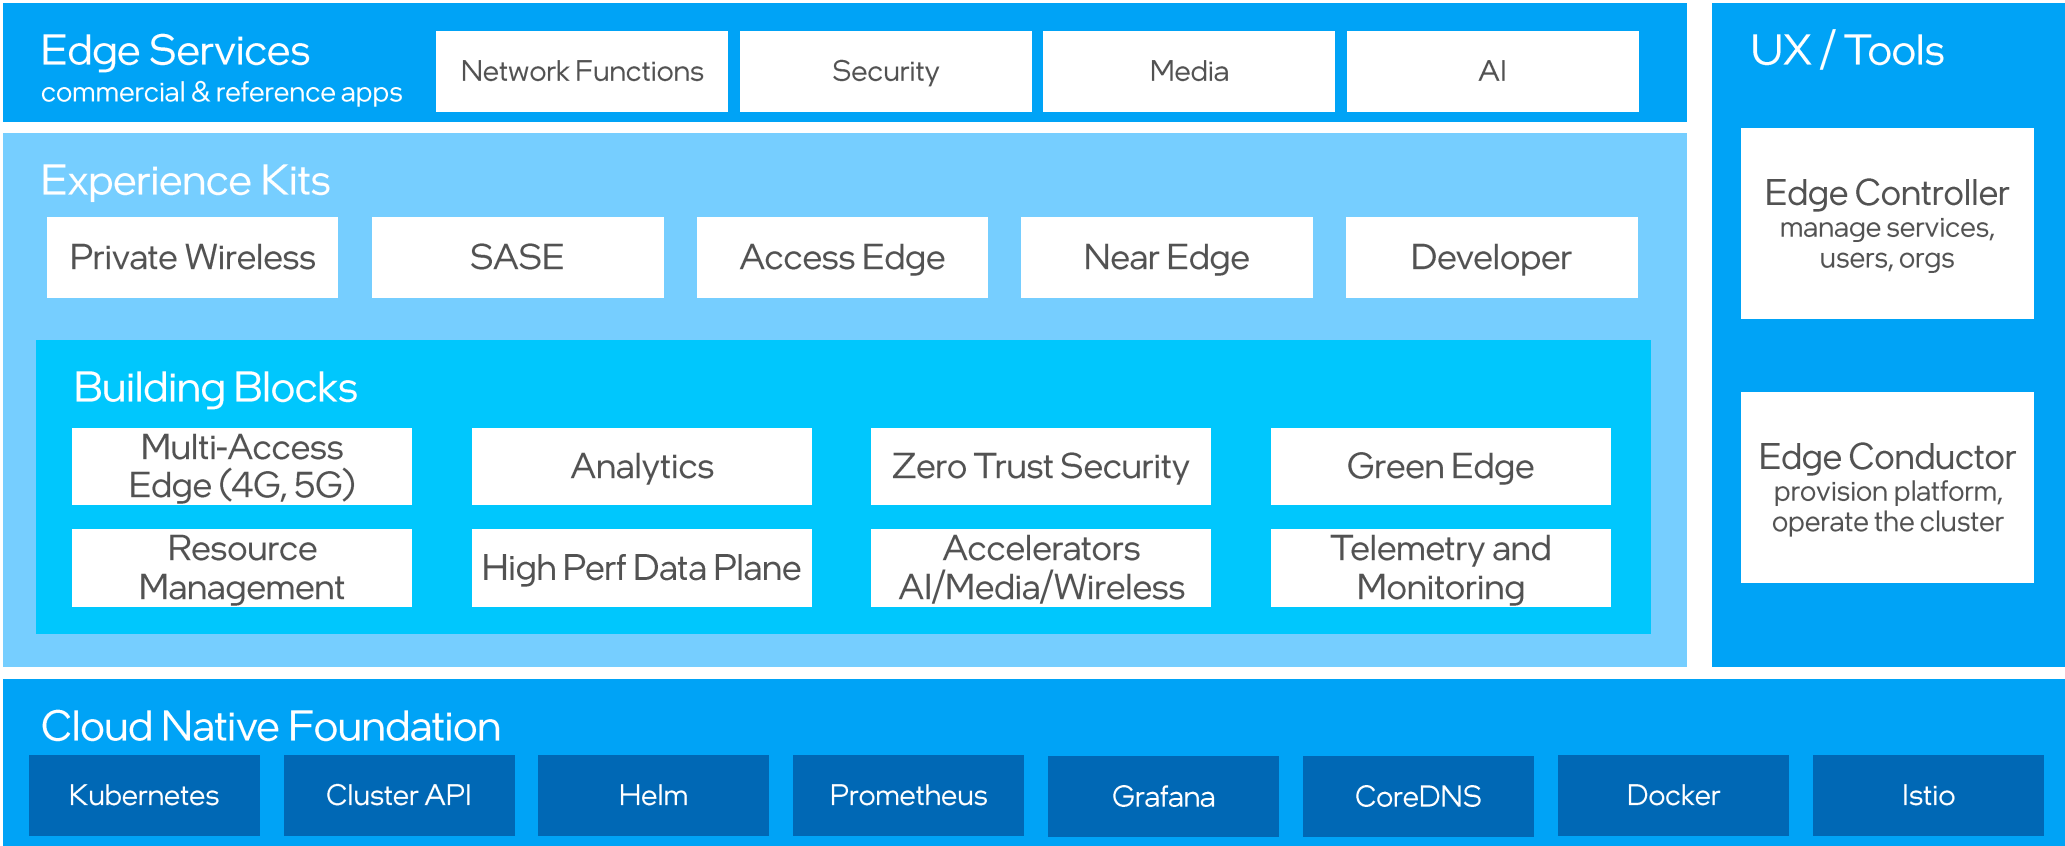 Edge Services
commercial & reference apps
Network Functions
Security
Media
AI
Experience Kits
Private Wireless
SASE
Access Edge
Near Edge
Developer
Building Blocks
Multi-Access
Edge (4G, 5G)
Analytics
Zero Trust Security
Green Edge
Resource
Management
High Perf Data Plane
Accelerators
AI/Media/Wireless
Telemetry and
Monitoring
UX / Tools
Edge Controller
manage services,
users, orgs
Edge Conductor
provision platform,
operate the cluster
Cloud Native Foundation
Kubernetes
Cluster API
Helm
Prometheus
Grafana
CoreDNS
Docker
Istio